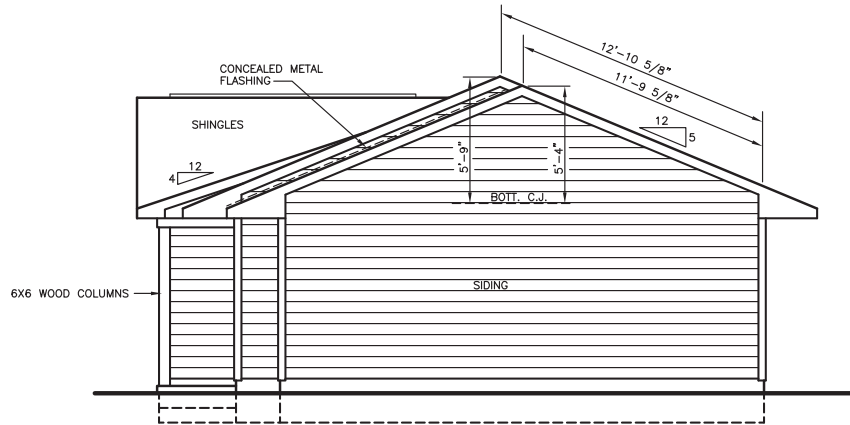 12'-10 5/8"
11'-9 5/8"
CONCEALED METAL
FLASHING
SHINGLES
12
5
12
4
5'-9"
5'-4"
BOTT. C.J.
SIDING
6X6 WOOD COLUMNS